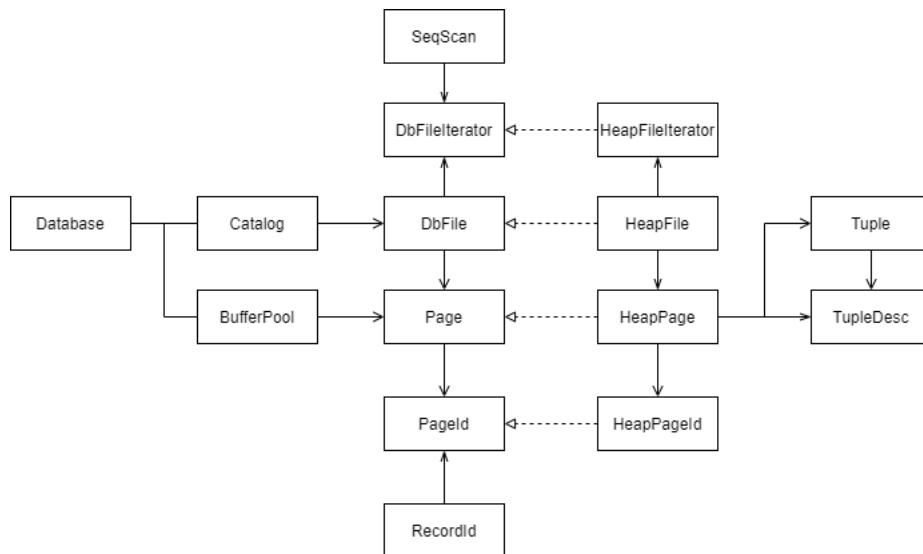 SeqScan
DbFileIterator
HeapFileIterator
Database
Catalog
DbFile
HeapFile
Tuple
BufferPool
Page
HeapPage
TupleDesc
PageId
HeapPageId
RecordId